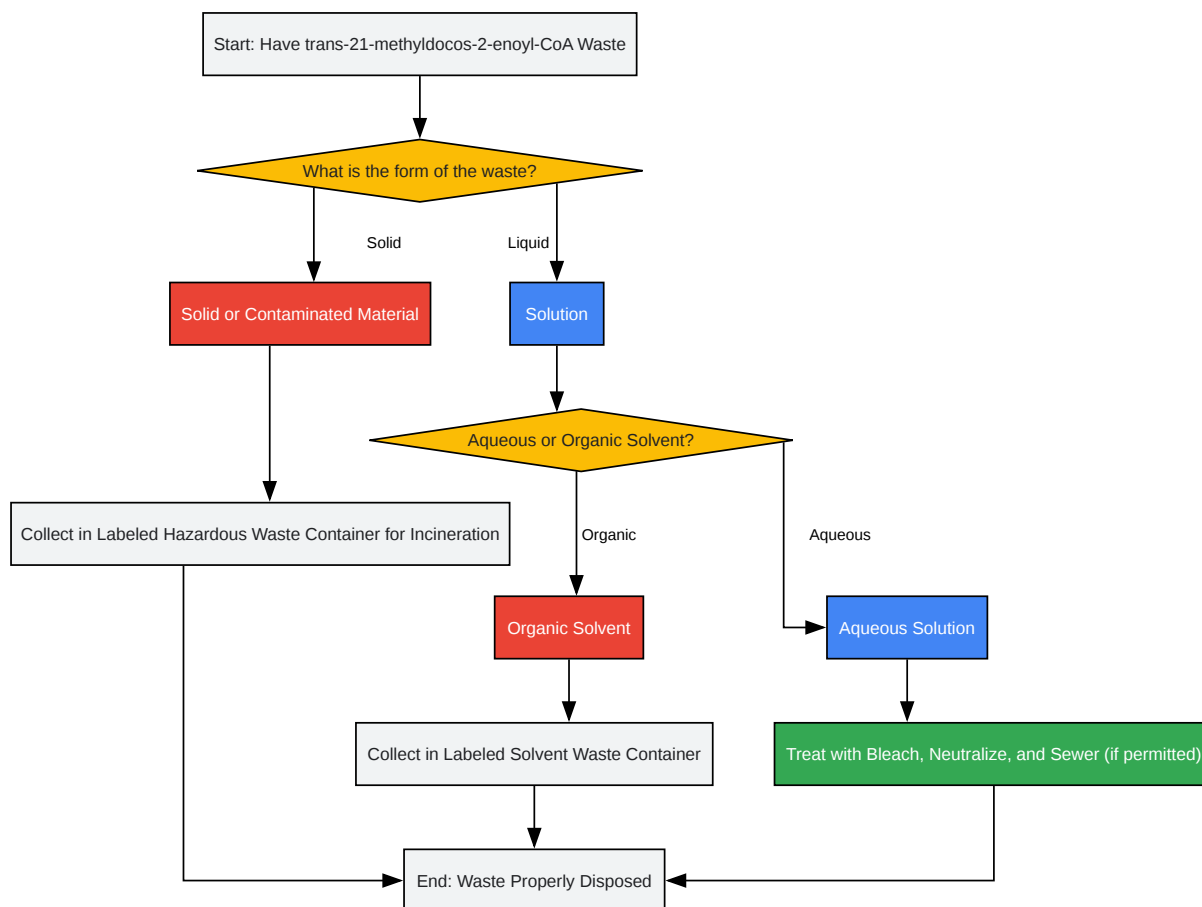 Start: Have trans-21-methyldocos-2-enoyl-CoA Waste
What is the form of the waste?
Solid
Liquid
Solid or Contaminated Material
Solution
Aqueous or Organic Solvent?
Collect in Labeled Hazardous Waste Container for Incineration
Organic
Aqueous
Organic Solvent
Aqueous Solution
Collect in Labeled Solvent Waste Container
Treat with Bleach, Neutralize, and Sewer (if permitted)
End: Waste Properly Disposed